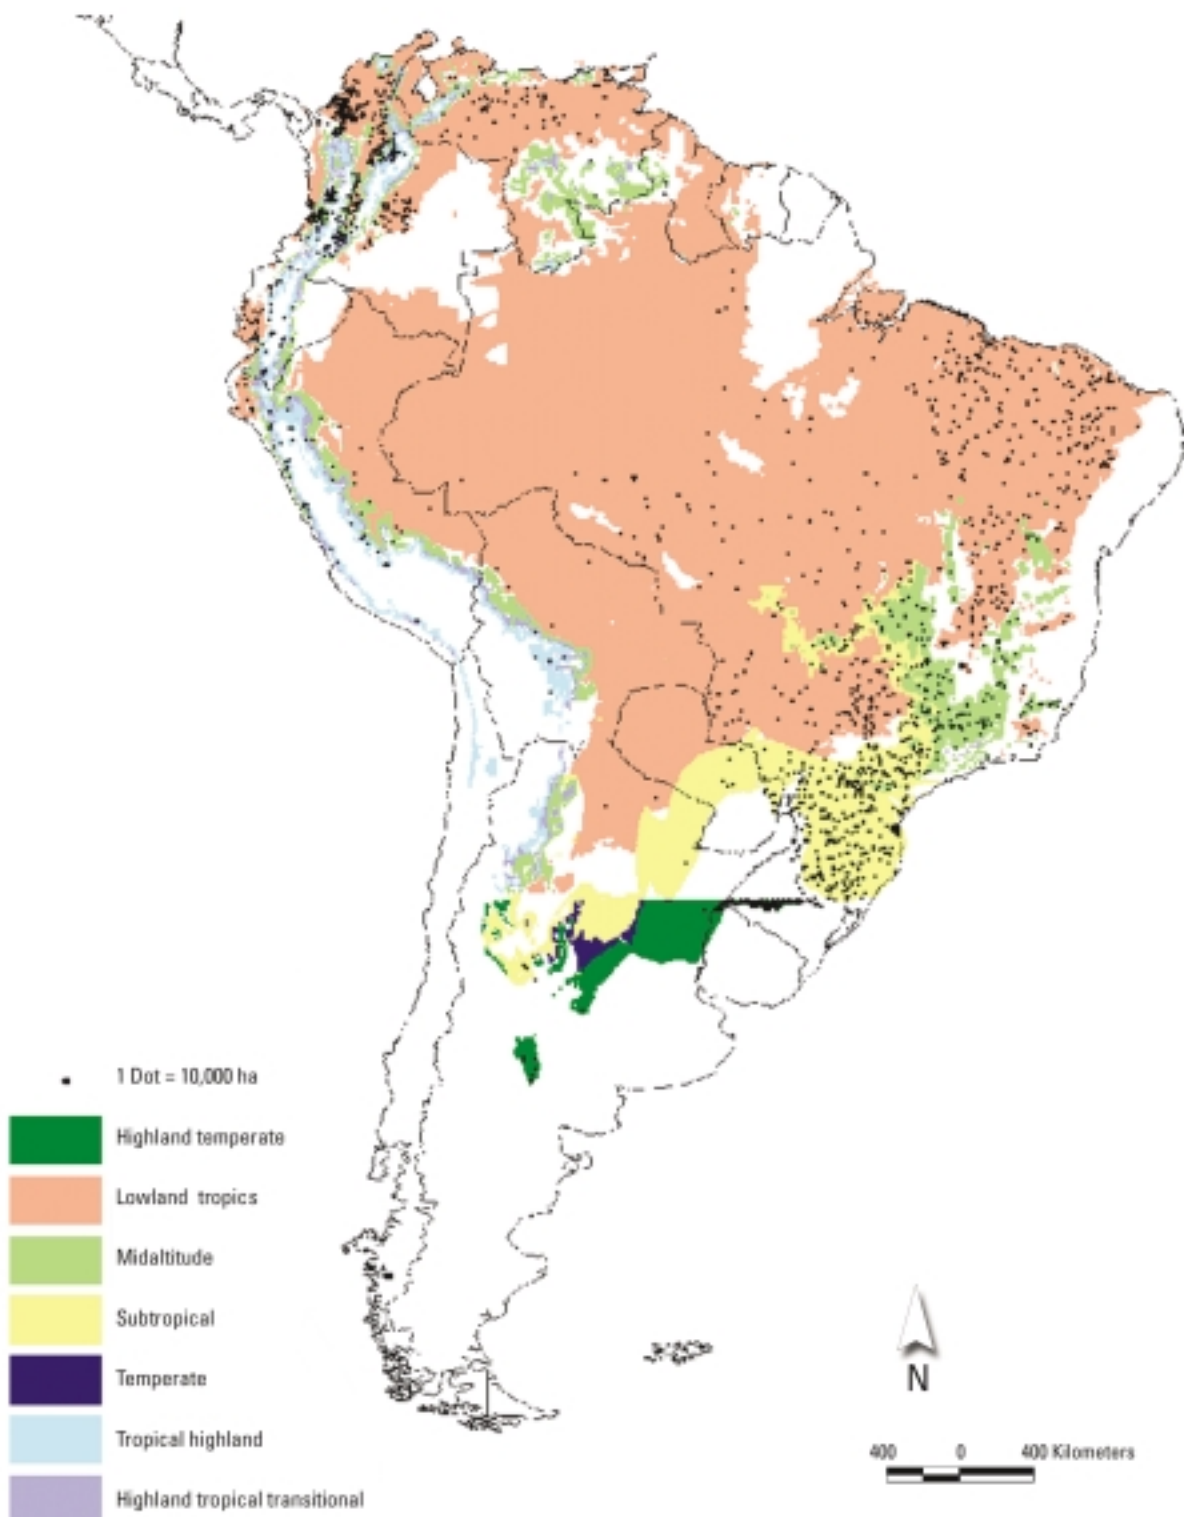 1 Dot = 10,000 ha
Highland temperate
Lowland tropics
Midaltitude
Subtropical
Temperate
Tropical highland
Highland tropical transitional
N
400 0 400 Kilometers